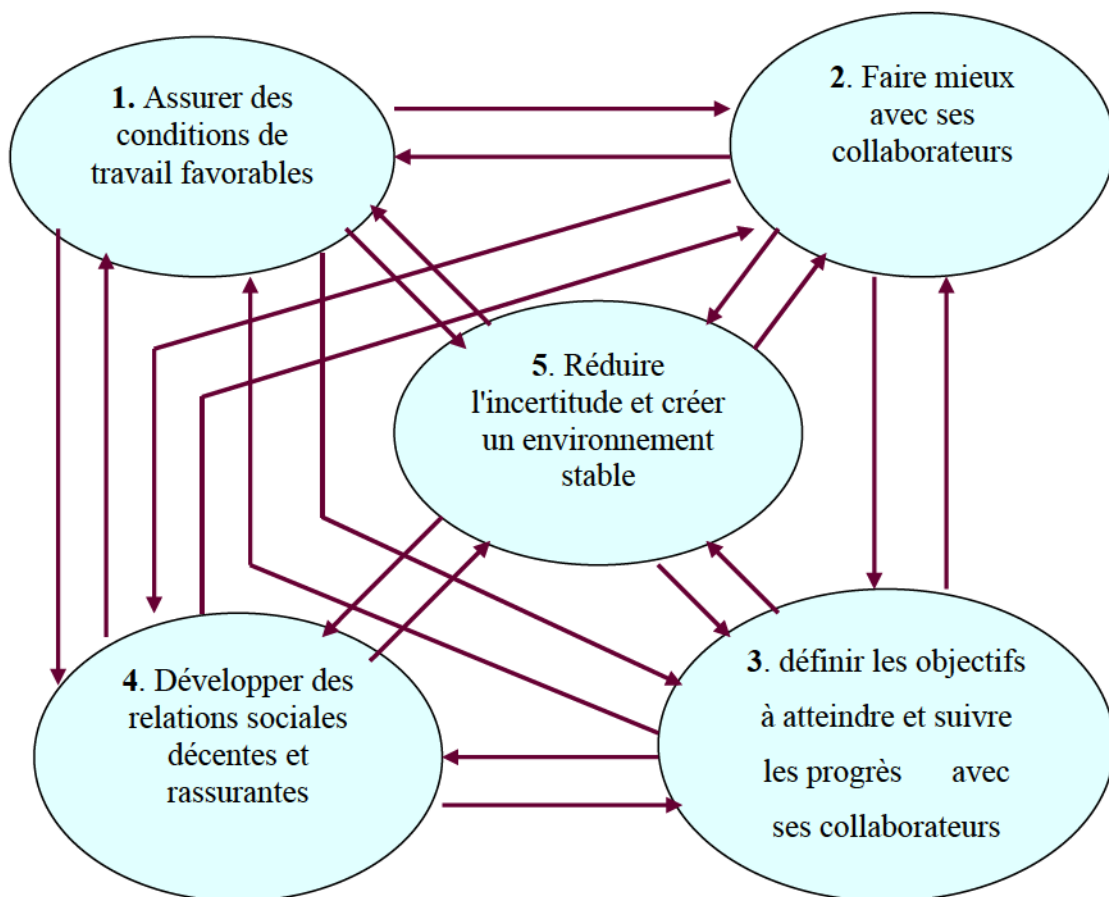 1. Assurer des
conditions de
travail favorables
2. Faire mieux
avec ses
collaborateurs
5. Réduire
l'incertitude et créer
un environnement
stable
4. Développer des
relations sociales
décentes et
rassurantes
3. définir les objectifs
à atteindre et suivre
les progrès avec
ses collaborateurs